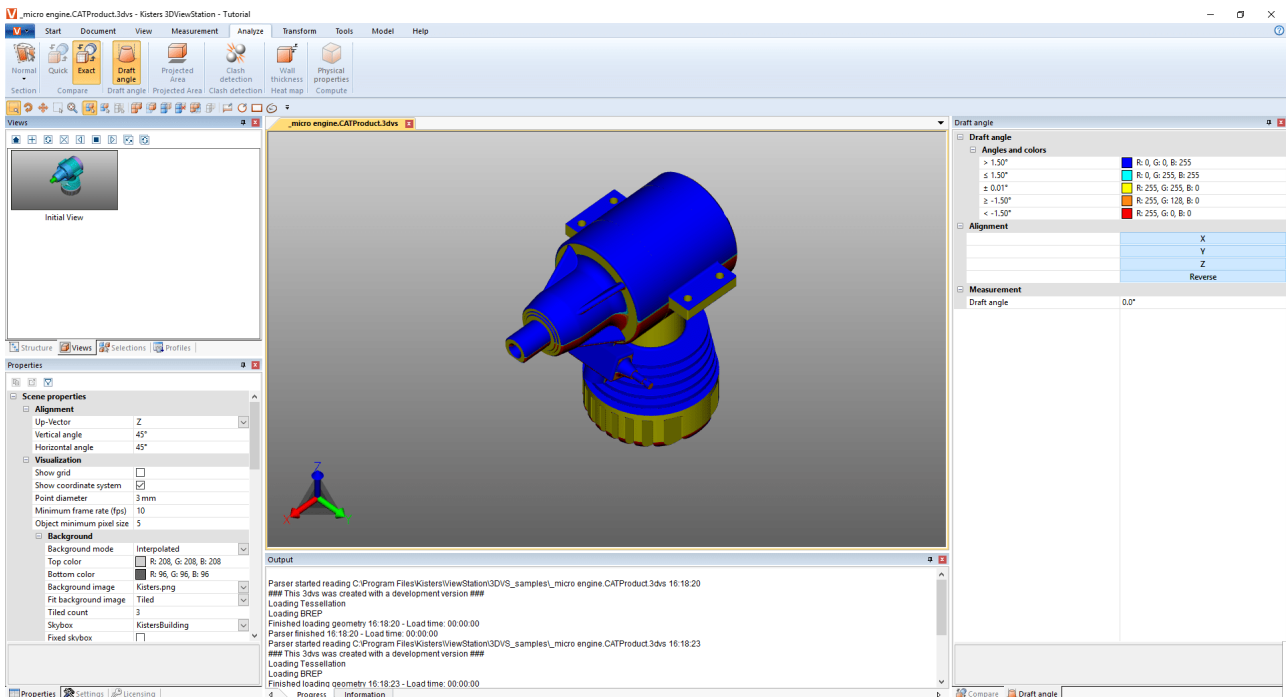 _micro engine.CATProduct.3dvs - Kisters 3DViewStation - Tutorial
V Start Document View Measurement Analyze Transform Tools Model Help
Normal Quick Exact Draft angle Projected Area Clash detection Wall thickness Physical properties
Section Compare Draft angle Projected Area Clash detection Heat map Compute
Views
Initial View
Structure Views Selections Profiles
Properties
Scene properties
Alignment
Up-Vector Z
Vertical angle 45°
Horizontal angle 45°
Visualization
Show grid
Show coordinate system
Point diameter 3 mm
Minimum frame rate (fps) 10
Object minimum pixel size 5
Background
Background mode Interpolated
Top color R: 208, G: 208, B: 208
Bottom color R: 96, G: 96, B: 96
Background image Kisters.png
Fit background image Tiled
Tiled count 3
Skybox KistersBuilding
Fixed skybox
Properties Settings Licensing
_micro engine.CATProduct.3dvs
Z
X
Y
Output
Parser started reading C:\Program Files\Kisters\ViewStation\3DVS_samples\_micro engine.CATProduct.3dvs 16:18:20
### This 3dvs was created with a development version ###
Loading Tessellation
Loading BREP
Finished loading geometry 16:18:20 - Load time: 00:00:00
Parser finished 16:18:20 - Load time: 00:00:00
Parser started reading C:\Program Files\Kisters\ViewStation\3DVS_samples\_micro engine.CATProduct.3dvs 16:18:23
### This 3dvs was created with a development version ###
Loading Tessellation
Loading BREP
Finished loading geometry 16:18:23 - Load time: 00:00:00
Progress Information
Draft angle
Draft angle
Angles and colors
> 1.50° R: 0, G: 0, B: 255
≤ 1.50° R: 0, G: 255, B: 255
± 0.01° R: 255, G: 255, B: 0
≥ -1.50° R: 255, G: 128, B: 0
< -1.50° R: 255, G: 0, B: 0
Alignment
X
Y
Z
Reverse
Measurement
Draft angle 0.0°
Compare Draft angle